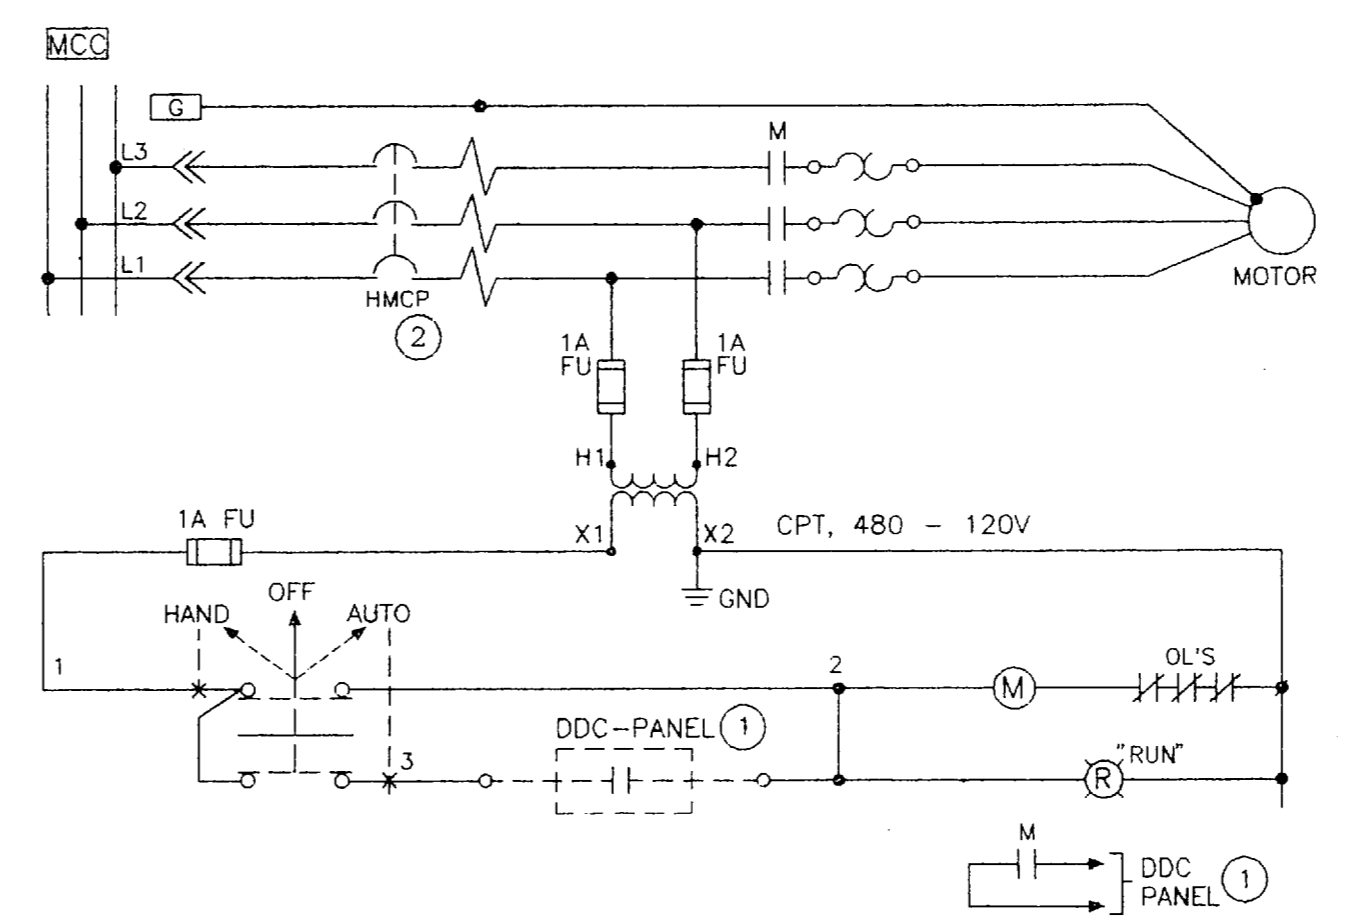 MCC
G
L3
M
L2
L1
HMCP
2
MOTOR
1A
FU
1A
FU
H1
H2
1A FU
X1
X2
CPT, 480 - 120V
GND
OFF
HAND
AUTO
1
2
OL'S
M
DDC-PANEL 1
3
"RUN"
R
M
DDC
PANEL 1